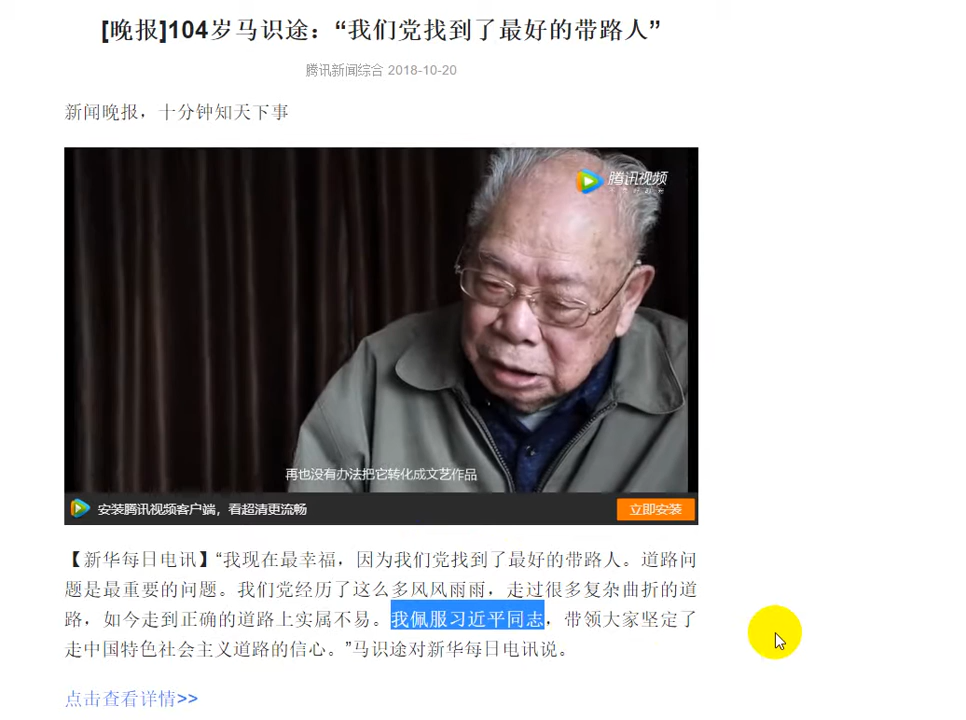 [晚报]104岁马识途：“我们党找到了最好的带路人”
腾讯新闻综合 2018-10-20
新闻晚报，十分钟知天下事
腾讯视频
再也没有办法把它转化成文艺作品
安装腾讯视频客户端，看超清更流畅
立即安装
【新华每日电讯】“我现在最幸福，因为我们党找到了最好的带路人。道路问
题是最重要的问题。我们党经历了这么多风风雨雨，走过很多复杂曲折的道
路，如今走到正确的道路上实属不易。我佩服习近平同志，带领大家坚定了
走中国特色社会主义道路的信心。”马识途对新华每日电讯说。
点击查看详情>>